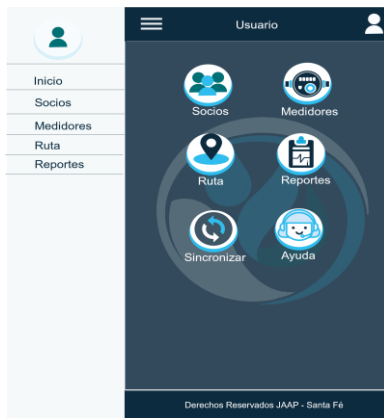 Usuario
Inicio
Socios
Medidores
Ruta
Reportes
Socios
Medidores
Ruta
Reportes
Sincronizar
Ayuda
Derechos Reservados JAAP - Santa Fé